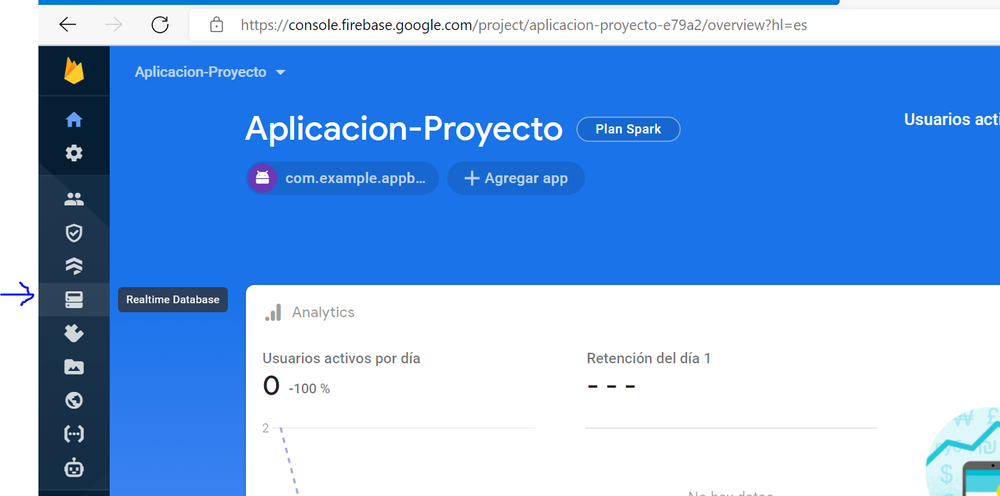 https://console.firebase.google.com/project/aplicacion-proyecto-e79a2/overview?hl=es
Aplicacion-Proyecto
Aplicacion-Proyecto Plan Spark
Usuarios acti
com.example.appb... + Agregar app
Realtime Database
Analytics
Usuarios activos por día
0 -100 %
Retención del día 1
- - -
2
No hay datos